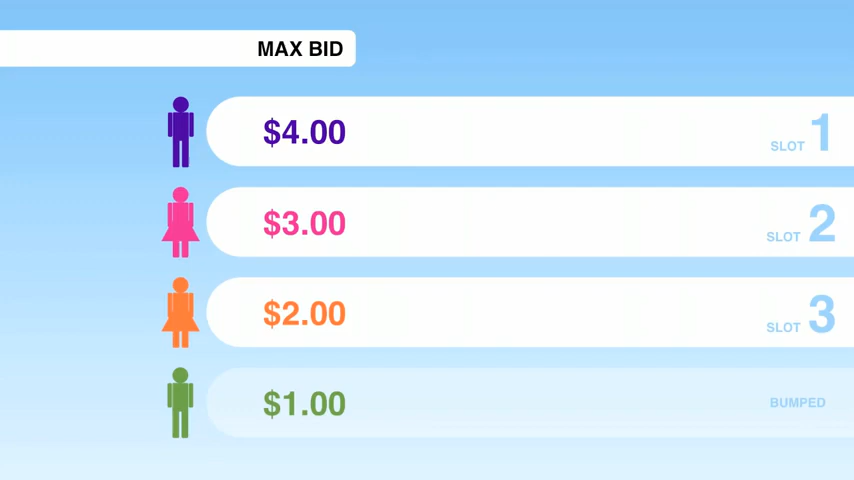 MAX BID
$4.00 SLOT 1
$3.00 SLOT 2
$2.00 SLOT 3
$1.00 BUMPED